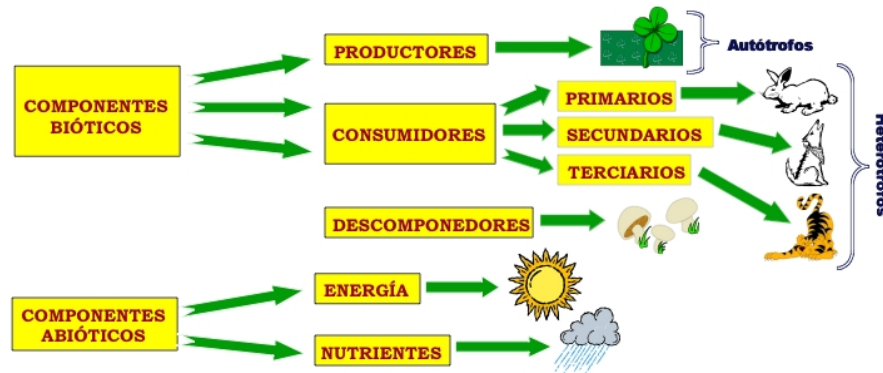 PRODUCTORES
Autótrofos
COMPONENTES
BIÓTICOS
CONSUMIDORES
PRIMARIOS
SECUNDARIOS
TERCIARIOS
Heterótrofos
DESCOMPONEDORES
COMPONENTES
ABIÓTICOS
ENERGÍA
NUTRIENTES